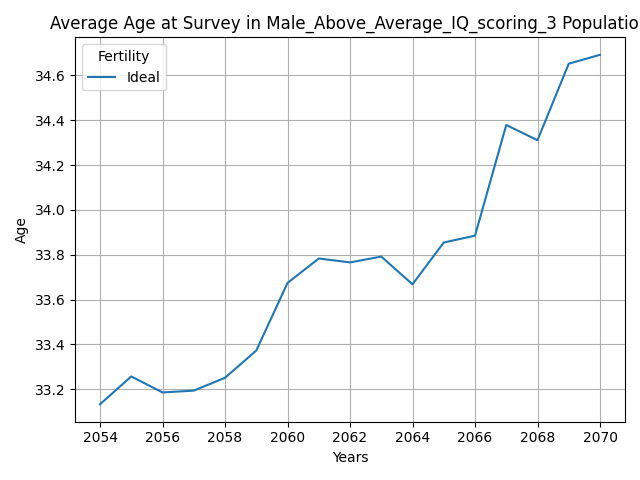 Average Age at Survey in Male_Above_Average_IQ_scoring_3 Populatio
Fertility
Ideal
Age
34.6
34.4
34.2
34.0
33.8
33.6
33.4
33.2
2054 2056 2058 2060 2062 2064 2066 2068 2070
Years